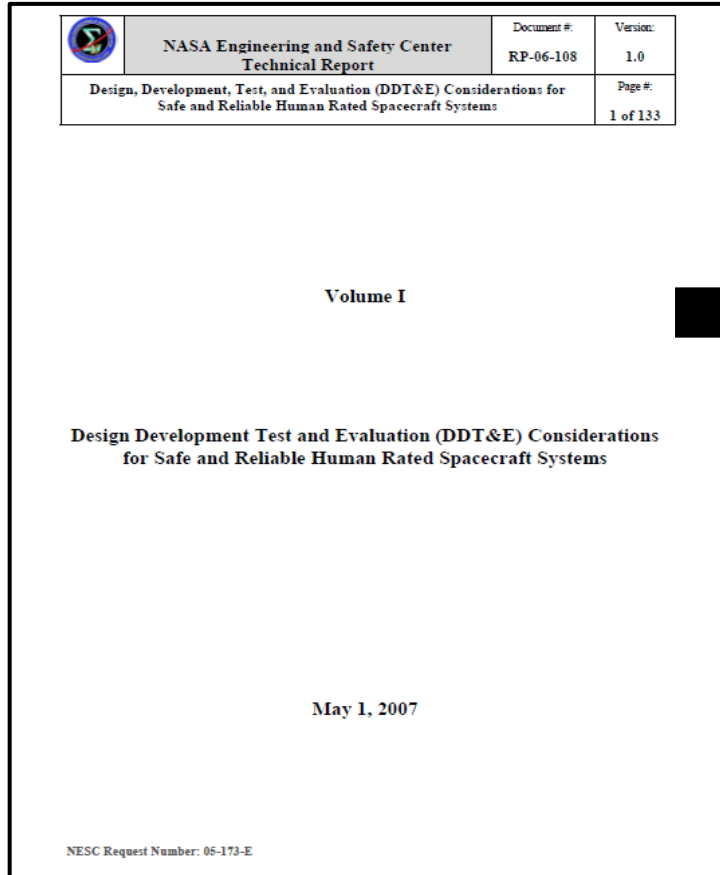 NASA Engineering and Safety Center
Technical Report
Document #:
RP-06-108
Version:
1.0
Design, Development, Test, and Evaluation (DDT&E) Considerations for
Safe and Reliable Human Rated Spacecraft Systems
Page #:
1 of 133
Volume I
Design Development Test and Evaluation (DDT&E) Considerations
for Safe and Reliable Human Rated Spacecraft Systems
May 1, 2007
NESC Request Number: 05-173-E